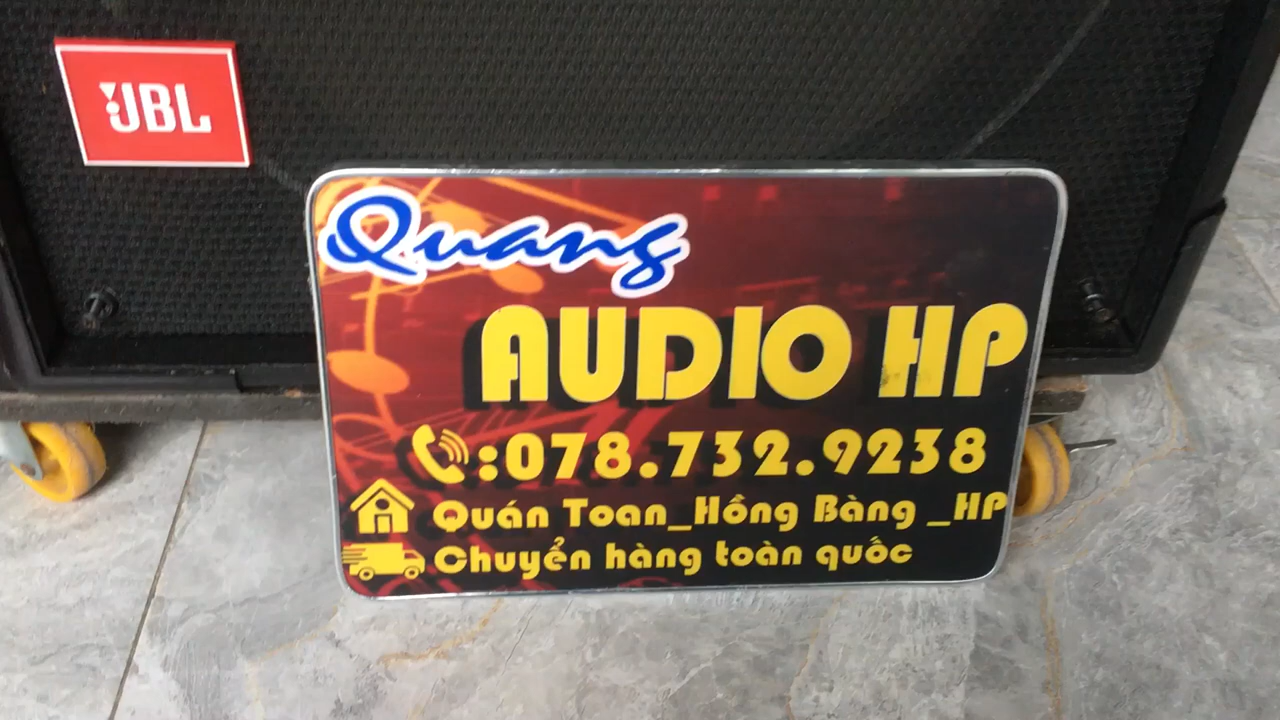 JBL
Quang
AUDIO HP
:078.732.9238
Quán Toan_Hồng Bàng _HP
Chuyển hàng toàn quốc